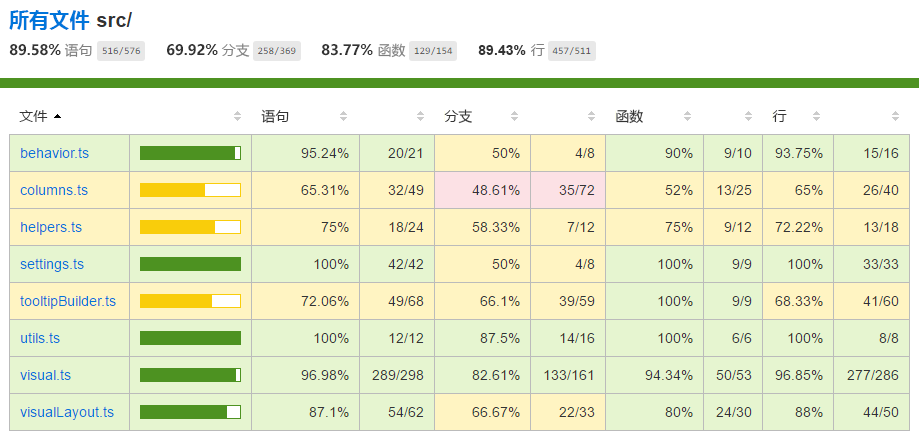 所有文件 src/
89.58% 语句 516/576 69.92% 分支 258/369 83.77% 函数 129/154 89.43% 行 457/511
文件 语句 分支 函数 行
behavior.ts 95.24% 20/21 50% 4/8 90% 9/10 93.75% 15/16
columns.ts 65.31% 32/49 48.61% 35/72 52% 13/25 65% 26/40
helpers.ts 75% 18/24 58.33% 7/12 75% 9/12 72.22% 13/18
settings.ts 100% 42/42 50% 4/8 100% 9/9 100% 33/33
tooltipBuilder.ts 72.06% 49/68 66.1% 39/59 100% 9/9 68.33% 41/60
utils.ts 100% 12/12 87.5% 14/16 100% 6/6 100% 8/8
visual.ts 96.98% 289/298 82.61% 133/161 94.34% 50/53 96.85% 277/286
visualLayout.ts 87.1% 54/62 66.67% 22/33 80% 24/30 88% 44/50